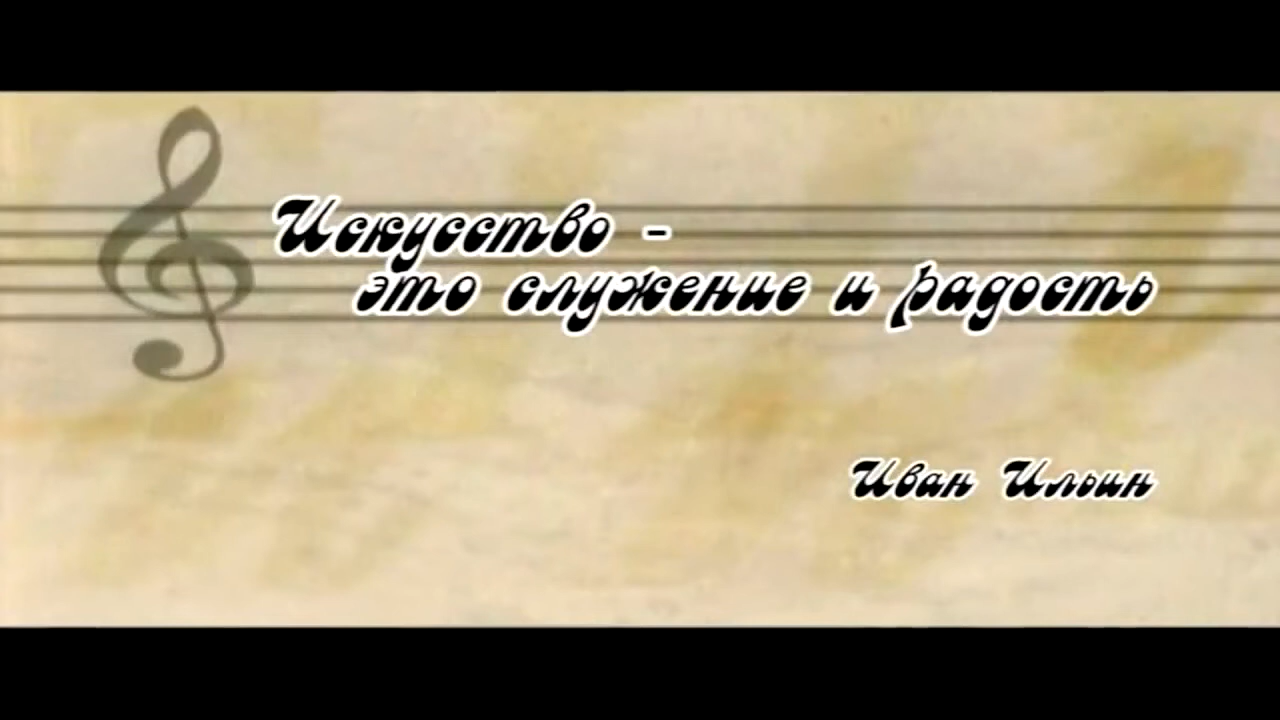 Искусство -
это служение и радость
Иван Ильин